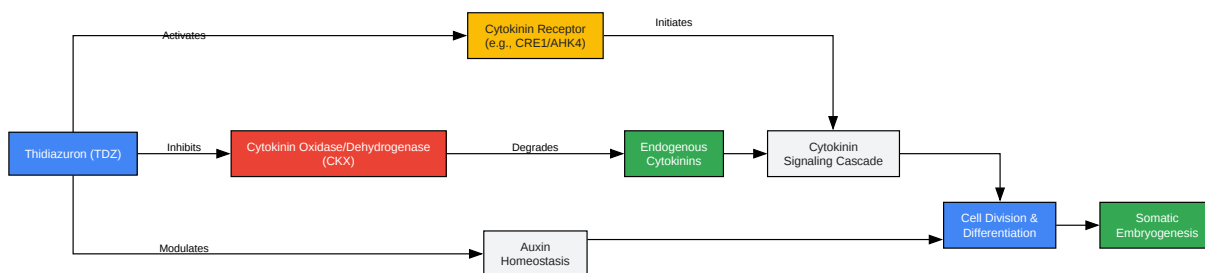 Cytokinin Receptor
(e.g., CRE1/AHK4)
Activates
Initiates
Thidiazuron (TDZ)
Inhibits
Cytokinin Oxidase/Dehydrogenase
(CKX)
Degrades
Endogenous
Cytokinins
Cytokinin
Signaling Cascade
Cell Division &
Differentiation
Somatic
Embryogenesis
Modulates
Auxin
Homeostasis